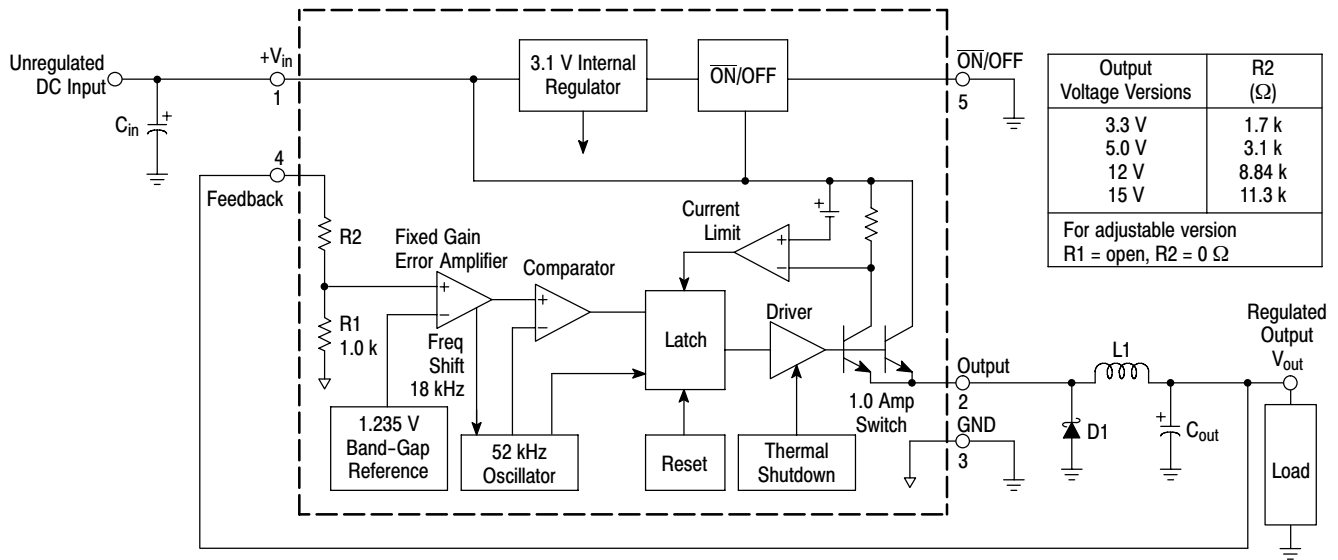 Unregulated
DC Input
+Vin
1
Cin
4
Feedback
3.1 V Internal
Regulator
ON/OFF
ON/OFF
5
Output
Voltage Versions
R2
(Ω)
3.3 V
1.7 k
5.0 V
3.1 k
12 V
8.84 k
15 V
11.3 k
For adjustable version
R1 = open, R2 = 0 Ω
R2
R1
1.0 k
Fixed Gain
Error Amplifier
+
−
Comparator
+
−
Current
Limit
+
−
+
Freq
Shift
18 kHz
Latch
Driver
1.235 V
Band-Gap
Reference
52 kHz
Oscillator
Reset
Thermal
Shutdown
1.0 Amp
Switch
Output
2
GND
3
D1
L1
+
Cout
Regulated
Output
Vout
Load
+